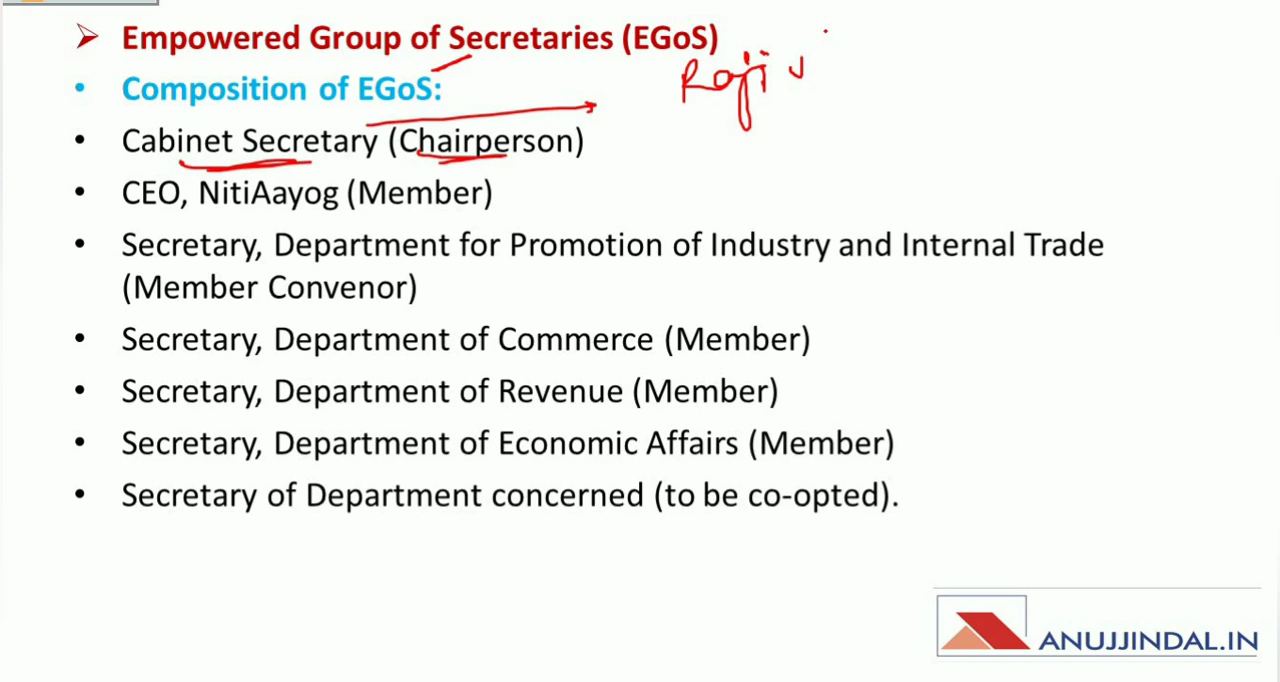 Empowered Group of Secretaries (EGoS)
Composition of EGoS:
Cabinet Secretary (Chairperson)
CEO, NitiAayog (Member)
Secretary, Department for Promotion of Industry and Internal Trade
(Member Convenor)
Secretary, Department of Commerce (Member)
Secretary, Department of Revenue (Member)
Secretary, Department of Economic Affairs (Member)
Secretary of Department concerned (to be co-opted).
ANUJJINDAL.IN